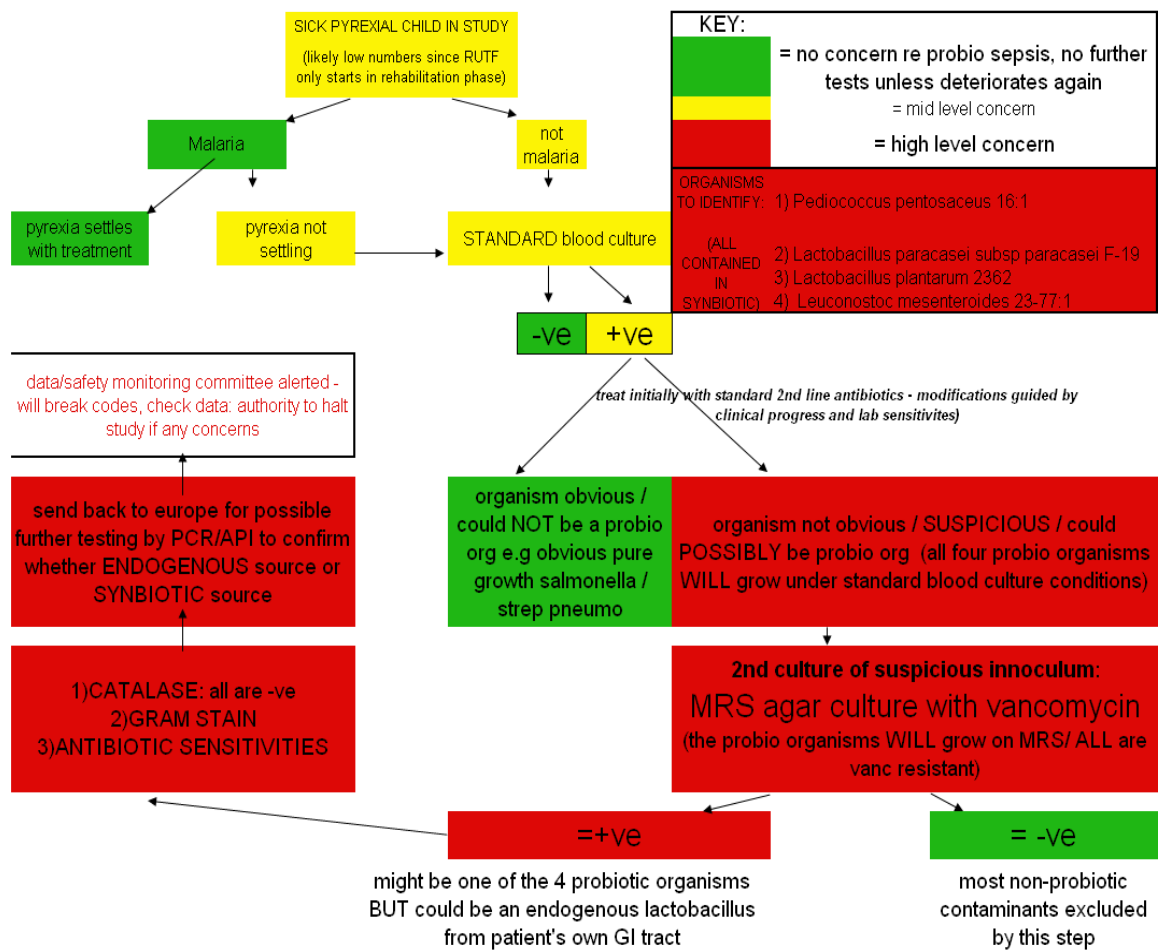 SICK PYREXIAL CHILD IN STUDY
(likely low numbers since RUTF
only starts in rehabilitation phase)
KEY:
= no concern re probio sepsis, no further
tests unless deteriorates again
= mid level concern
= high level concern
ORGANISMS
TO IDENTIFY:
(ALL
CONTAINED
IN
SYNBIOTIC)
1) Pediococcus pentosaceus 16:1
2) Lactobacillus paracasei subsp paracasei F-19
3) Lactobacillus plantarum 2362
4) Leuconostoc mesenteroides 23-77:1
Malaria
not
malaria
pyrexia settles
with treatment
pyrexia not
settling
STANDARD blood culture
-ve
+ve
treat initially with standard 2nd line antibiotics - modifications guided by
clinical progress and lab sensitivites)
organism obvious /
could NOT be a probio
org e.g obvious pure
growth salmonella /
strep pneumo
organism not obvious / SUSPICIOUS / could
POSSIBLY be probio org (all four probio organisms
WILL grow under standard blood culture conditions)
2nd culture of suspicious innoculum:
MRS agar culture with vancomycin
(the probio organisms WILL grow on MRS/ ALL are
vanc resistant)
=+ve
might be one of the 4 probiotic organisms
BUT could be an endogenous lactobacillus
from patient's own GI tract
= -ve
most non-probiotic
contaminants excluded
by this step
1)CATALASE: all are -ve
2)GRAM STAIN
3)ANTIBIOTIC SENSITIVITIES
send back to europe for possible
further testing by PCR/API to confirm
whether ENDOGENOUS source or
SYNBIOTIC source
data/safety monitoring committee alerted -
will break codes, check data: authority to halt
study if any concerns